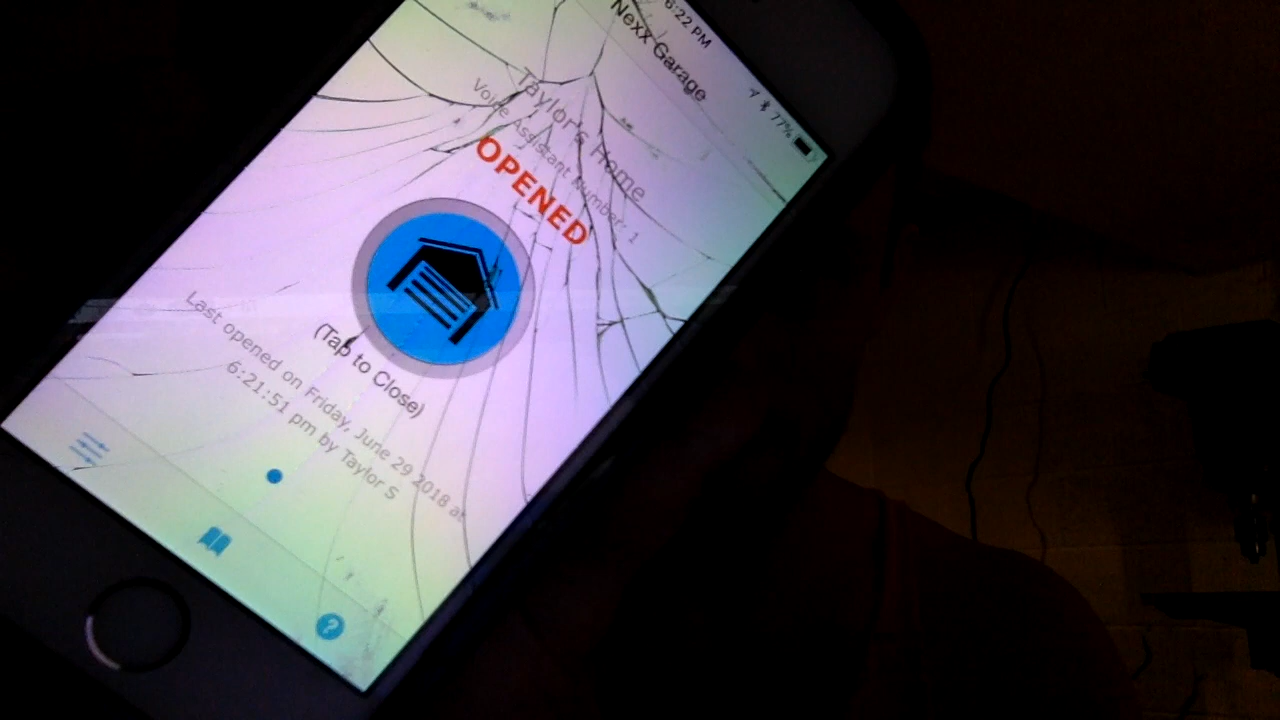 6:22 PM
77%
Nexx Garage
Taylor's Home
Voice Assistant Number: 1
OPENED
(Tap to Close)
Last opened on Friday, June 29 2018 at
6:21:51 pm by Taylor S
?